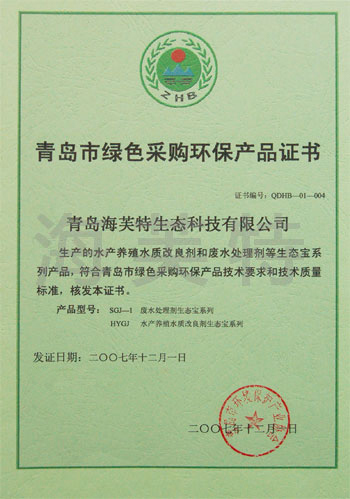 ZHB
青岛市绿色采购环保产品证书
证书编号：QDHB—01—004
青岛海芙特生态科技有限公司
生产的水产养殖水质改良剂和废水处理剂等生态宝系
列产品，符合青岛市绿色采购环保产品技术要求和技术质量
标准，核发本证书。
产品型号：SGJ—1 废水处理剂生态宝系列
HYGJ 水产养殖水质改良剂生态宝系列
发证日期：二〇〇七年十二月一日
二〇〇七年十二月一日
海芙特